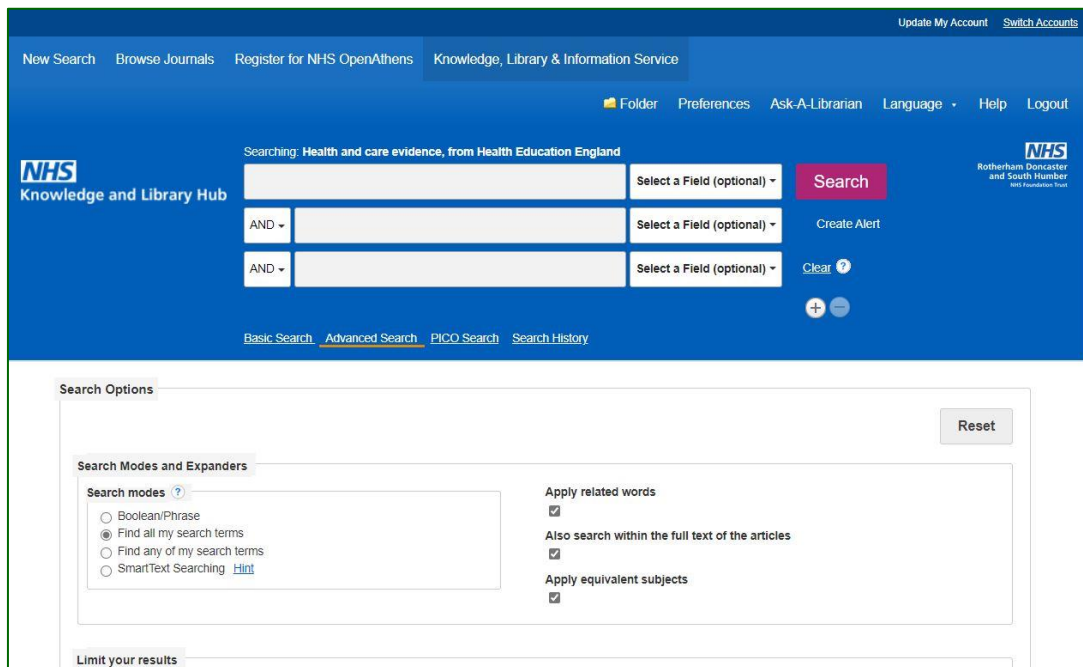 Update My Account Switch Accounts
New Search Browse Journals Register for NHS OpenAthens Knowledge, Library & Information Service
Folder Preferences Ask-A-Librarian Language Help Logout
Searching: Health and care evidence, from Health Education England
NHS
Knowledge and Library Hub
Select a Field (optional)
Search
NHS
Rotherham Doncaster
and South Humber
NHS Foundation Trust
AND
Select a Field (optional)
Create Alert
AND
Select a Field (optional)
Clear ?
+ −
Basic Search Advanced Search PICO Search Search History
Search Options
Reset
Search Modes and Expanders
Search modes ?
Boolean/Phrase
Find all my search terms
Find any of my search terms
SmartText Searching Hint
Apply related words
Also search within the full text of the articles
Apply equivalent subjects
Limit your results